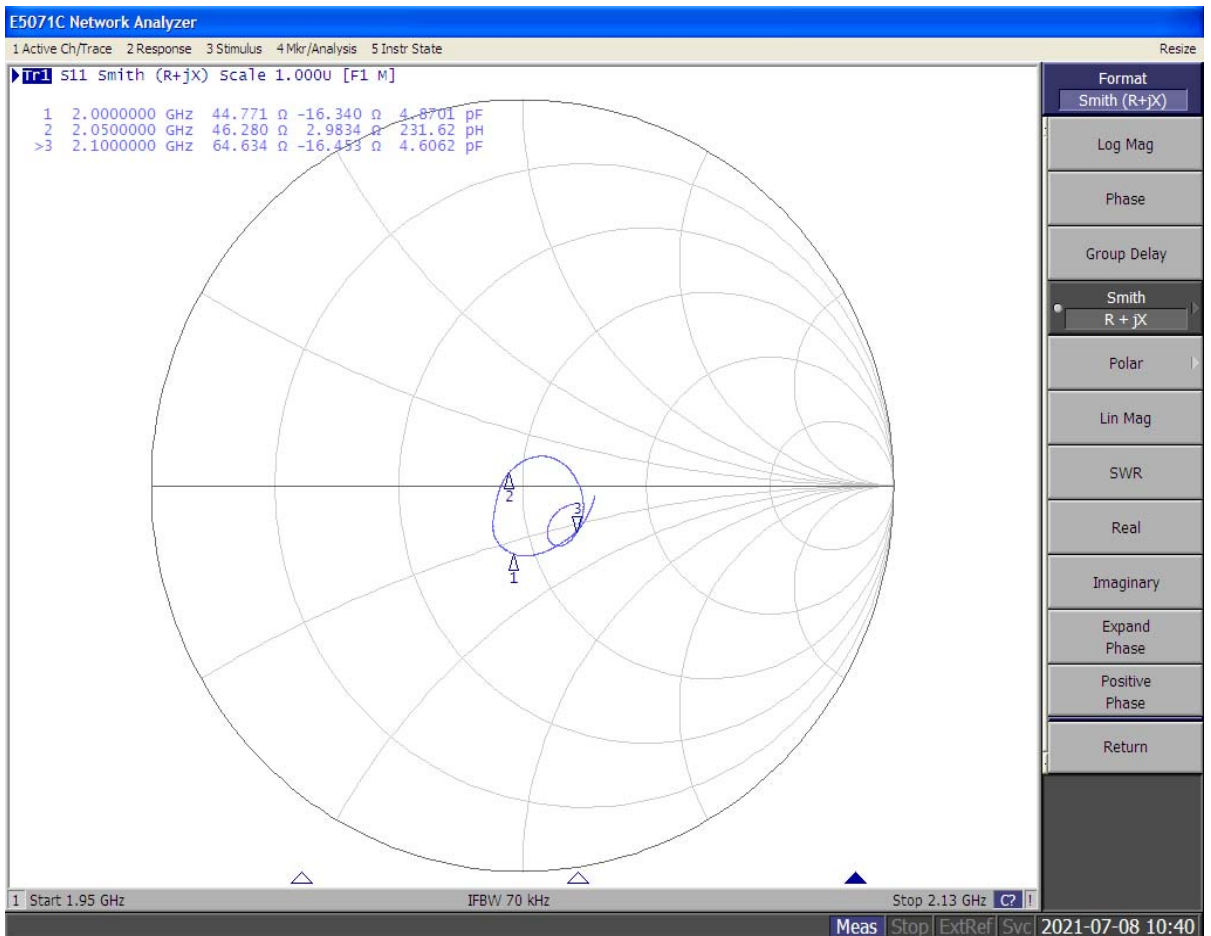 E5071C Network Analyzer
1 Active Ch/Trace 2 Response 3 Stimulus 4 Mkr/Analysis 5 Instr State Resize
Tr1 S11 Smith (R+jX) Scale 1.000U [F1 M]
1 2.0000000 GHz 44.771 Ω -16.340 Ω 4.8701 pF
2 2.0500000 GHz 46.280 Ω 2.9834 Ω 231.62 pH
>3 2.1000000 GHz 64.634 Ω -16.453 Ω 4.6062 pF
2
3
1
Format
Smith (R+jX)
Log Mag
Phase
Group Delay
Smith
R + jX
Polar
Lin Mag
SWR
Real
Imaginary
Expand
Phase
Positive
Phase
Return
1 Start 1.95 GHz IFBW 70 kHz Stop 2.13 GHz C? !
Meas Stop ExtRef Svc 2021-07-08 10:40